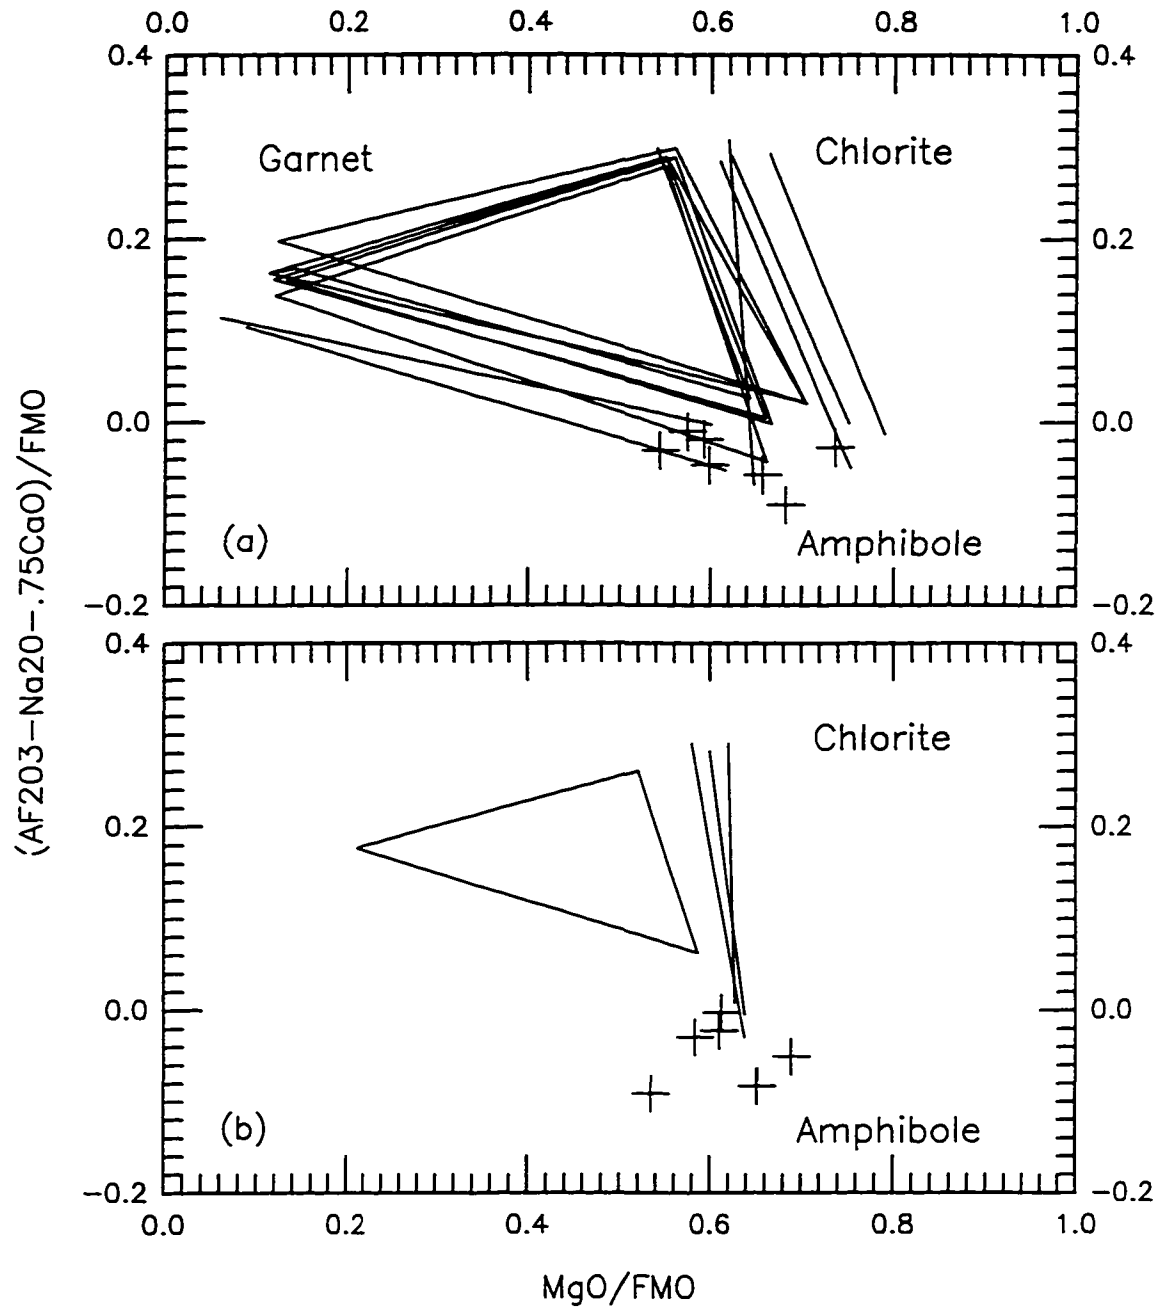 0.0 0.2 0.4 0.6 0.8 1.0
0.4 0.4
Garnet Chlorite
0.2 0.2
0.0 0.0
(a) Amphibole
−0.2 −0.2
0.4 0.4
Chlorite
0.2 0.2
0.0 0.0
(b) Amphibole
−0.2 −0.2
0.0 0.2 0.4 0.6 0.8 1.0
MgO/FMO
(AF203−Na20−.75CaO)/FMO